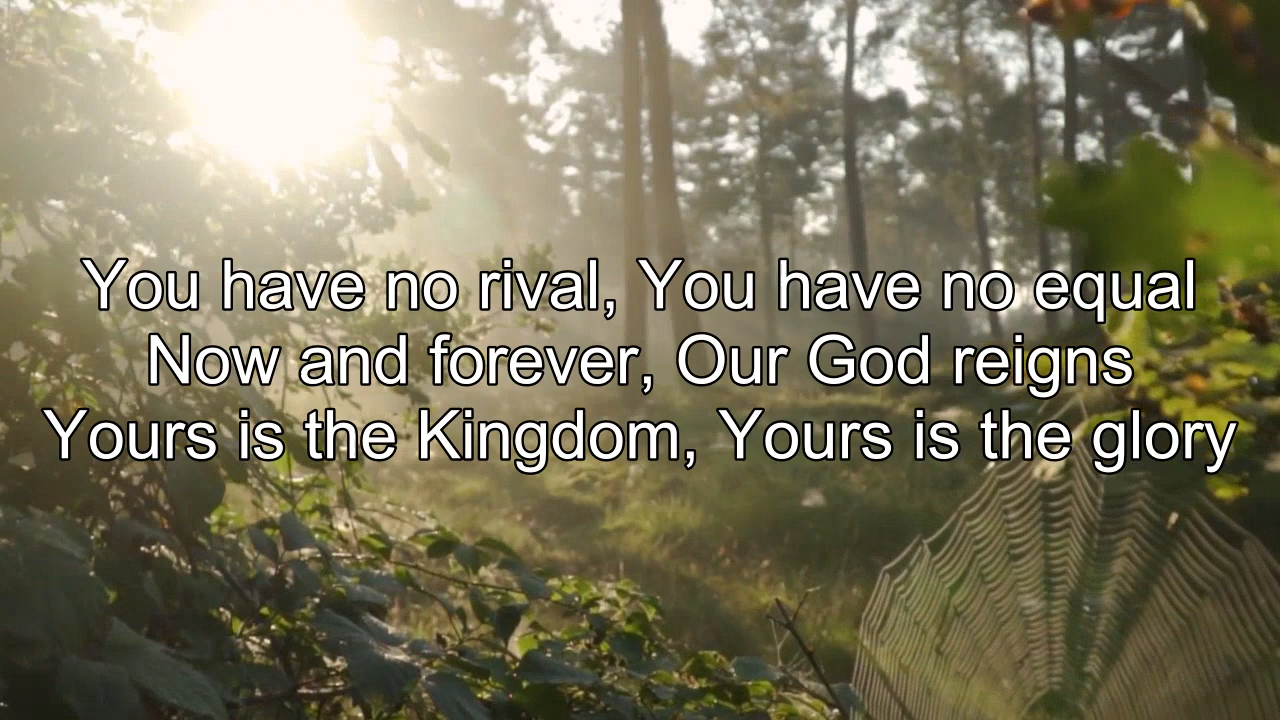 You have no rival, You have no equal
Now and forever, Our God reigns
Yours is the Kingdom, Yours is the glory